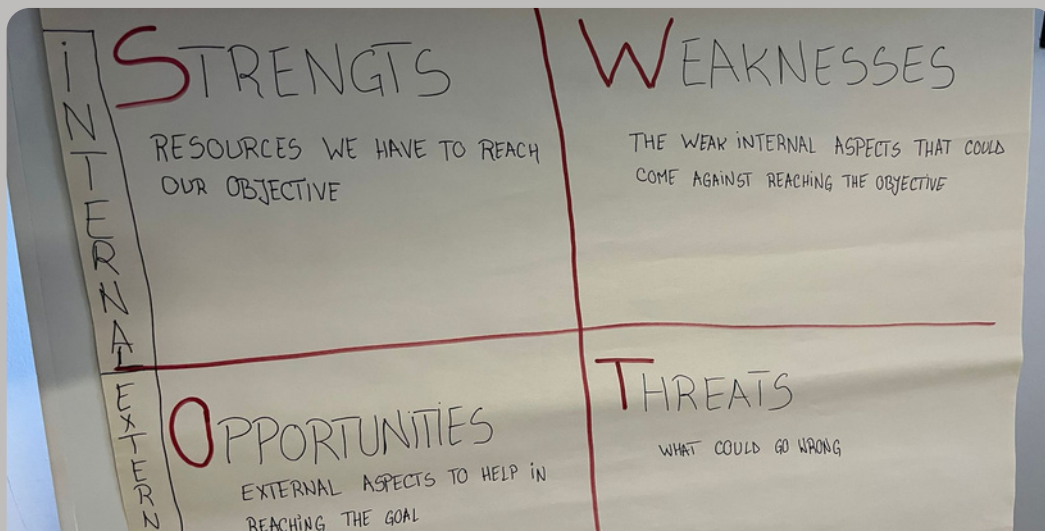 INTERNAL
STRENGTS
RESOURCES WE HAVE TO REACH
OUR OBJECTIVE
WEAKNESSES
THE WEAK INTERNAL ASPECTS THAT COULD
COME AGAINST REACHING THE OBJECTIVE
EXTERN
OPPORTUNITIES
EXTERNAL ASPECTS TO HELP IN
REACHING THE GOAL
THREATS
WHAT COULD GO WRONG